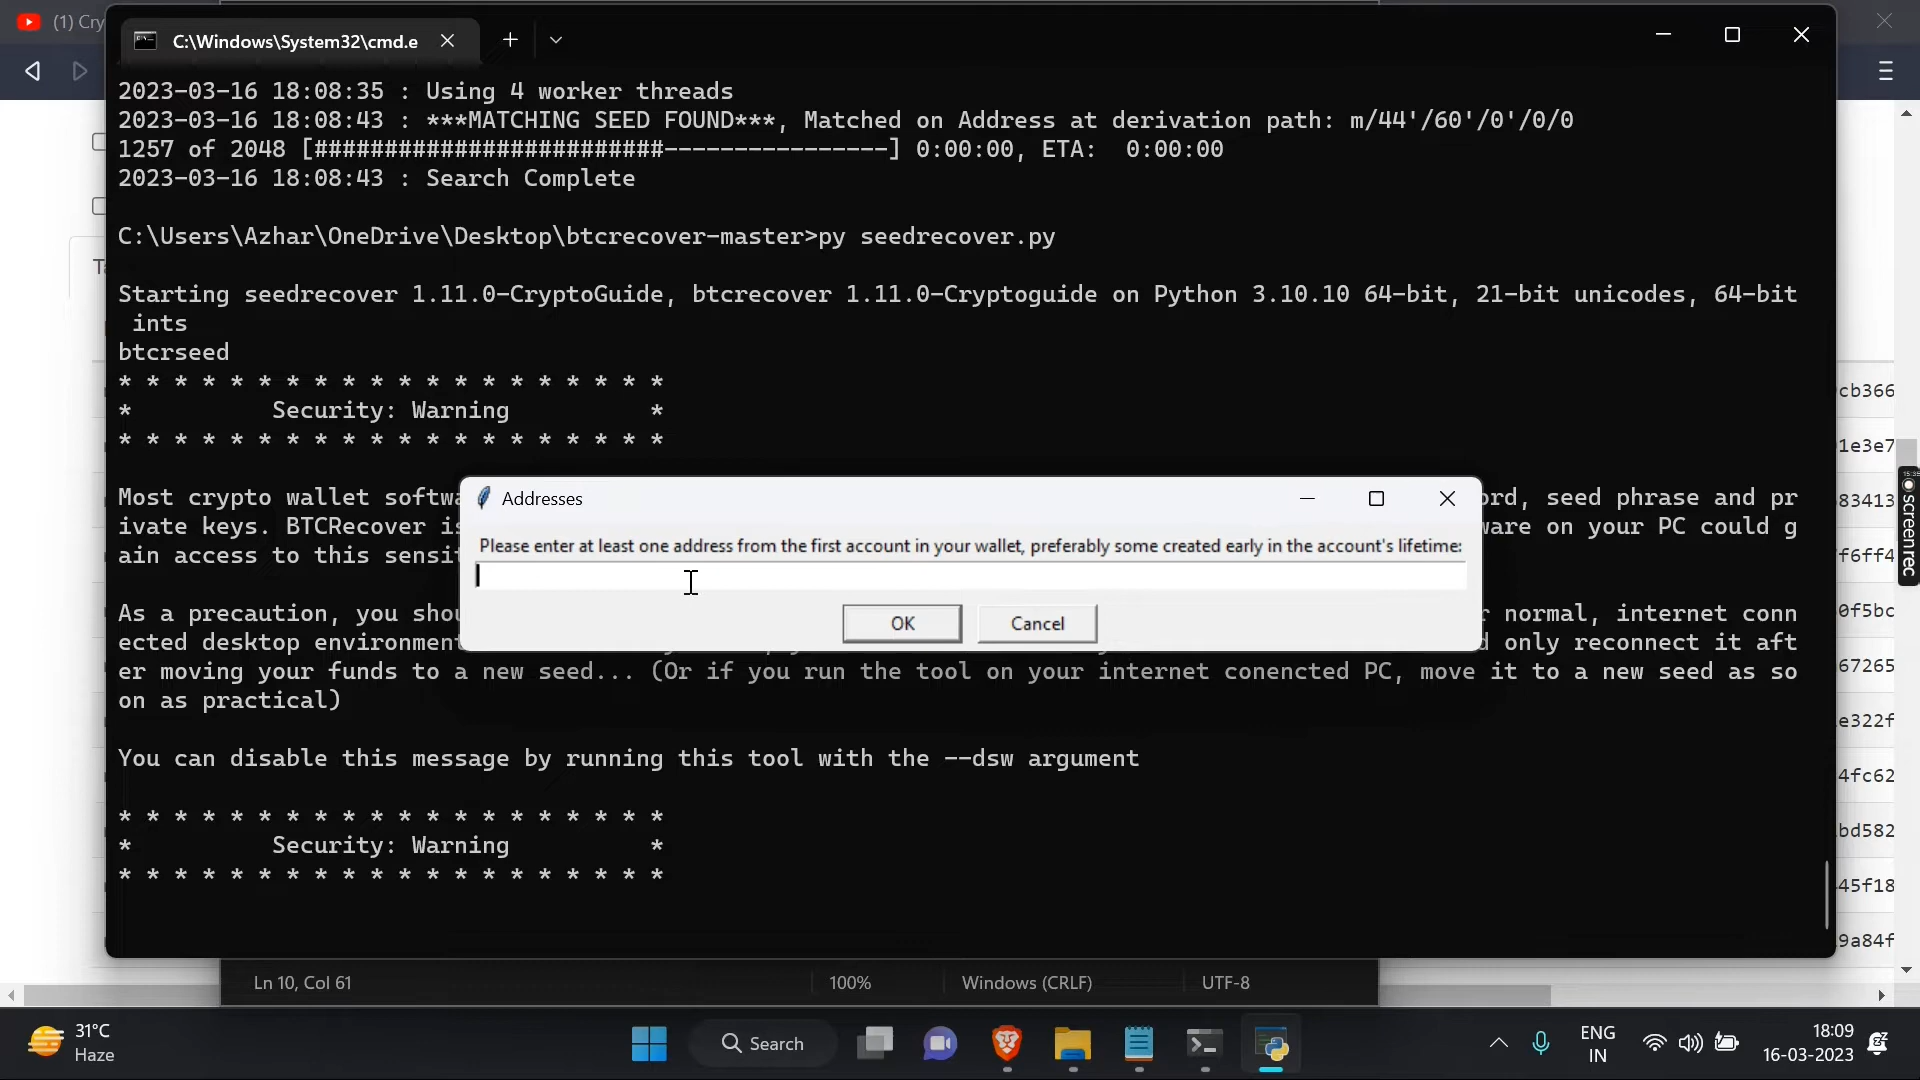 (1) Cry
C:\Windows\System32\cmd.e
2023-03-16 18:08:35 : Using 4 worker threads
2023-03-16 18:08:43 : ***MATCHING SEED FOUND***, Matched on Address at derivation path: m/44'/60'/0'/0/0
1257 of 2048 [#########################----------------] 0:00:00, ETA:  0:00:00
2023-03-16 18:08:43 : Search Complete
C:\Users\Azhar\OneDrive\Desktop\btcrecover-master>py seedrecover.py
Starting seedrecover 1.11.0-CryptoGuide, btcrecover 1.11.0-Cryptoguide on Python 3.10.10 64-bit, 21-bit unicodes, 64-bit
ints
btcrseed
* * * * * * * * * * * * * * * * * * * *
* Security: Warning *
* * * * * * * * * * * * * * * * * * * *
Addresses
Most crypto wallet softwa ord, seed phrase and pr
ivate keys. BTCRecover is ware on your PC could g
ain access to this sensit
Please enter at least one address from the first account in your wallet, preferably some created early in the account's lifetime:
OK Cancel
As a precaution, you shou normal, internet conn
ected desktop environmen only reconnect it aft
er moving your funds to a new seed... (Or if you run the tool on your internet conencted PC, move it to a new seed as so
on as practical)
You can disable this message by running this tool with the --dsw argument
* * * * * * * * * * * * * * * * * * * *
* Security: Warning *
* * * * * * * * * * * * * * * * * * * *
cb366
1e3e7
83413
f6ff4
0f5bc
67265
e322f
4fc62
bd582
45f18
9a84f
15:35
screenrec
Ln 10, Col 61 100% Windows (CRLF) UTF-8
31°C
Haze
Search
ENG
IN
18:09
16-03-2023